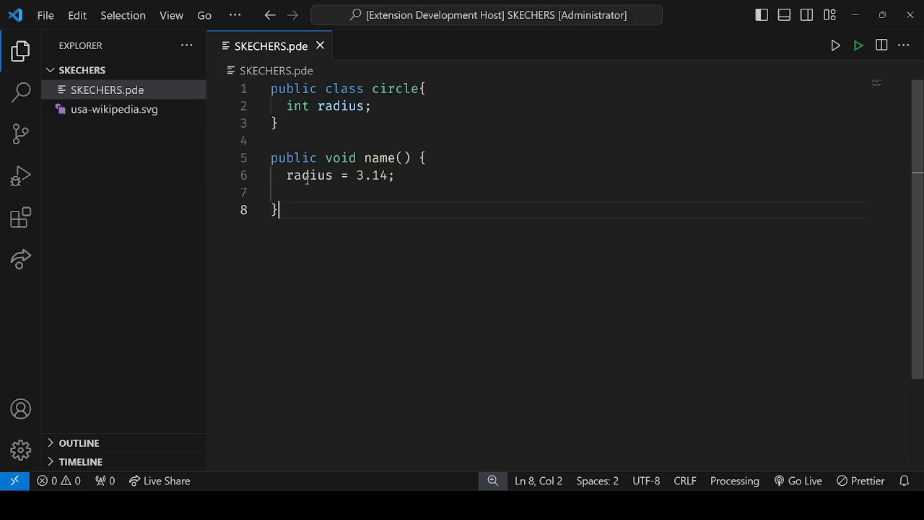 File Edit Selection View Go ··· [Extension Development Host] SKECHERS [Administrator]
EXPLORER ···
SKECHERS
SKECHERS.pde
usa-wikipedia.svg
OUTLINE
TIMELINE
SKECHERS.pde
SKECHERS.pde
1 public class circle{
2 int radius;
3 }
4
5 public void name() {
6 radius = 3.14;
7
8 }
0 0 0 Live Share Ln 8, Col 2 Spaces: 2 UTF-8 CRLF Processing Go Live Prettier